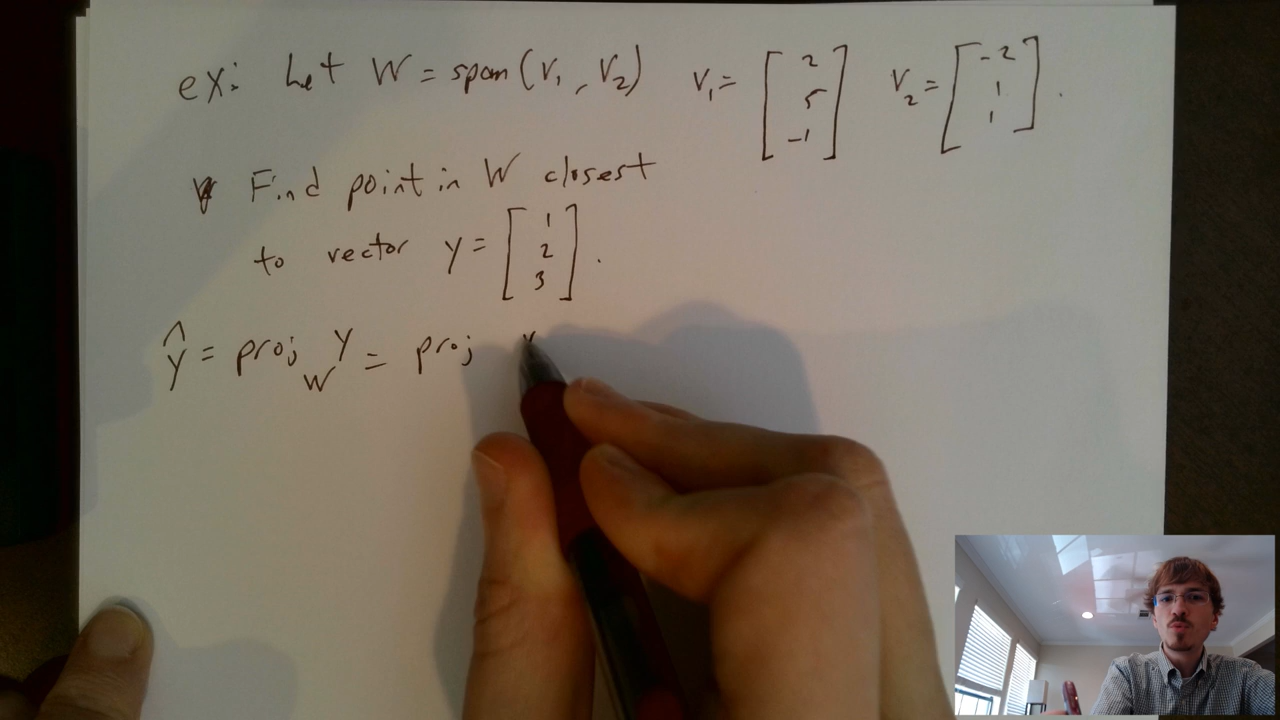 ex: Let W = span(v₁, v₂) v₁ = [2 5 -1] v₂ = [-2 1 1].
Find point in W closest
to vector y = [1 2 3].
ŷ = proj_W y = proj